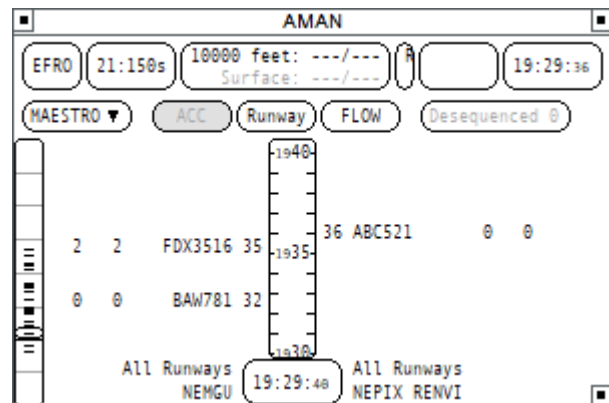 AMAN
EFRO 21:150s 10000 feet: ---/--- R 19:29:36
Surface: ---/---
MAESTRO ▼ ACC Runway FLOW Desequenced 0
1940
36 ABC521 0 0
2 2 FDX3516 35 1935
0 0 BAW781 32
1930
All Runways 19:29:40 All Runways
NEMGU NEPIX RENVI